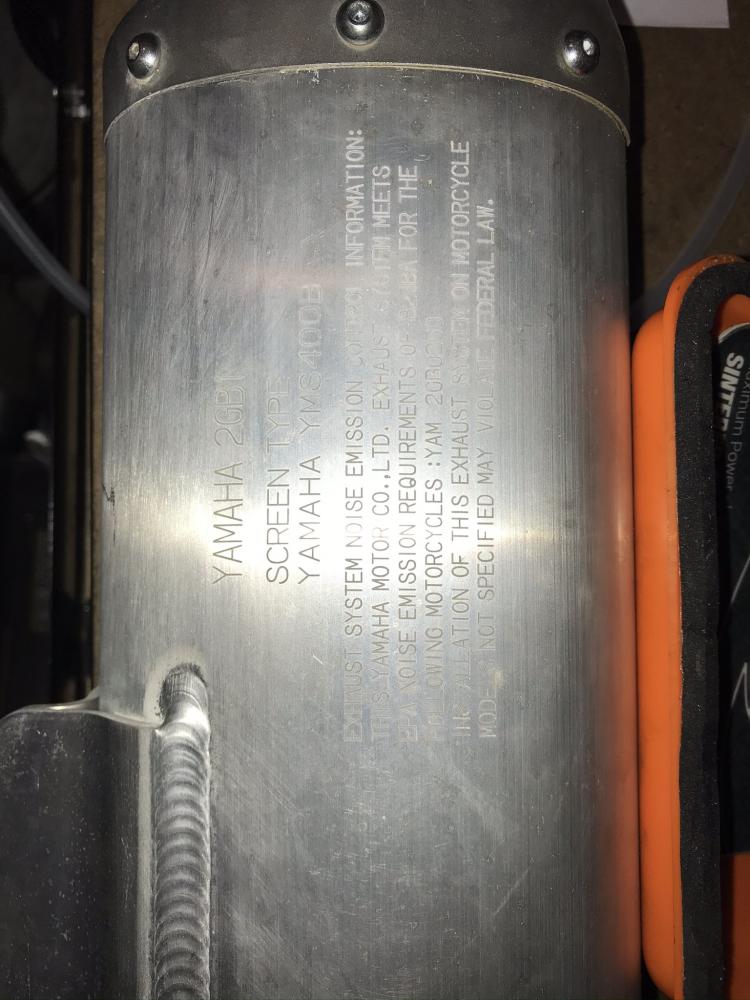 YAMAHA 2GB1
SCREEN TYPE
YAMAHA YMS400B
EXHAUST SYSTEM NOISE EMISSION CONTROL INFORMATION:
THIS YAMAHA MOTOR CO.,LTD. EXHAUST SYSTEM MEETS
EPA NOISE EMISSION REQUIREMENTS OF FOR THE
FOLLOWING MOTORCYCLES :YAM
INSTALLATION OF THIS EXHAUST SYSTEM ON MOTORCYCLE
MODELS NOT SPECIFIED MAY VIOLATE FEDERAL LAW.
Maximum Power